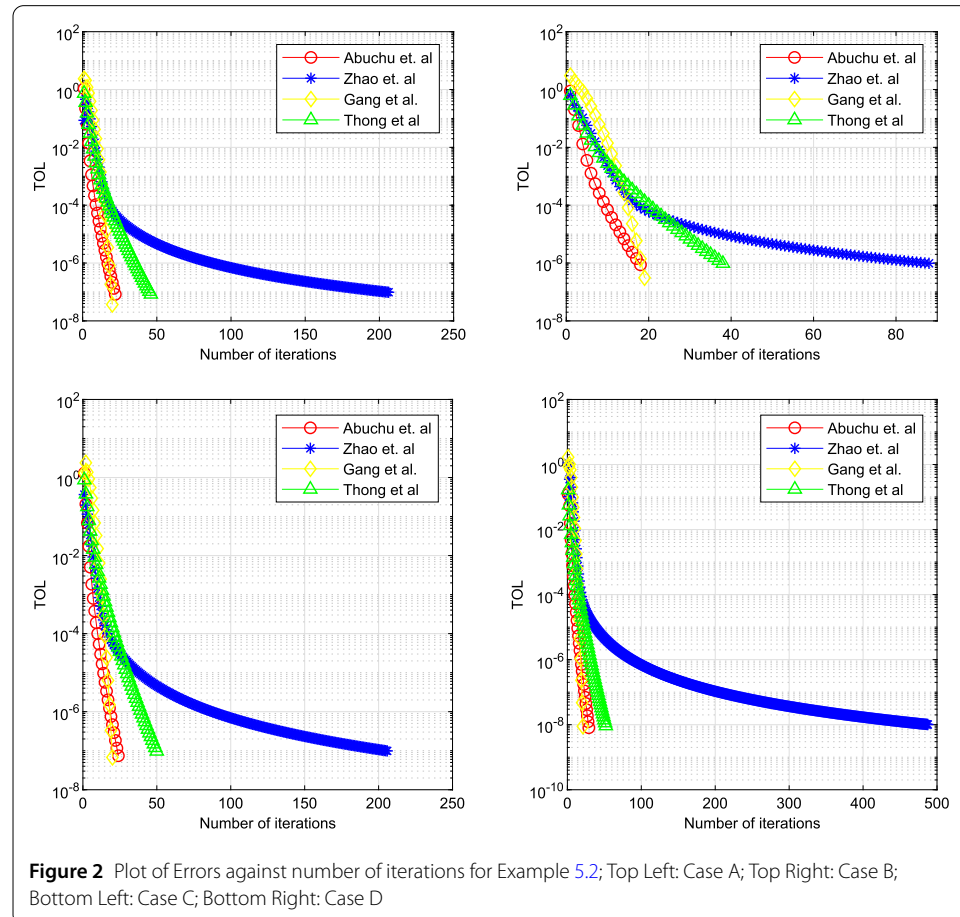 10^2
10^0
10^-2
10^-4
10^-6
10^-8
TOL
0 50 100 150 200 250
Number of iterations
Abuchu et. al
Zhao et. al
Gang et al.
Thong et al
10^2
10^0
10^-2
10^-4
10^-6
10^-8
TOL
0 20 40 60 80
Number of iterations
Abuchu et. al
Zhao et. al
Gang et al.
Thong et al
10^2
10^0
10^-2
10^-4
10^-6
10^-8
TOL
0 50 100 150 200 250
Number of iterations
Abuchu et. al
Zhao et. al
Gang et al.
Thong et al
10^2
10^0
10^-2
10^-4
10^-6
10^-8
10^-10
TOL
0 100 200 300 400 500
Number of iterations
Abuchu et. al
Zhao et. al
Gang et al.
Thong et al
Figure 2 Plot of Errors against number of iterations for Example 5.2; Top Left: Case A; Top Right: Case B;
Bottom Left: Case C; Bottom Right: Case D